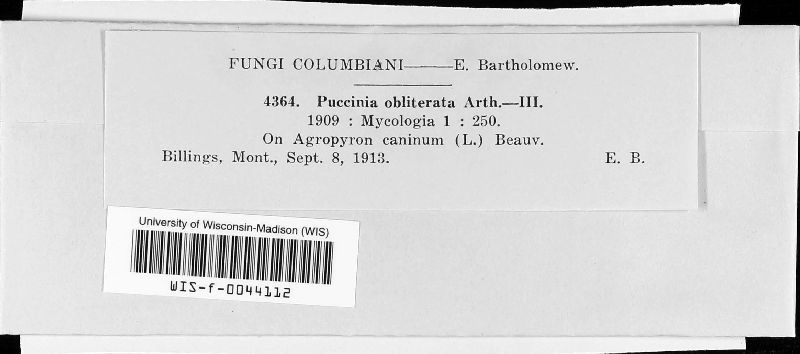 FUNGI COLUMBIANI——E. Bartholomew.
4364. Puccinia obliterata Arth.—III.
1909 : Mycologia 1 : 250.
On Agropyron caninum (L.) Beauv.
Billings, Mont., Sept. 8, 1913. E. B.
University of Wisconsin-Madison (WIS)
WIS-f-0044112